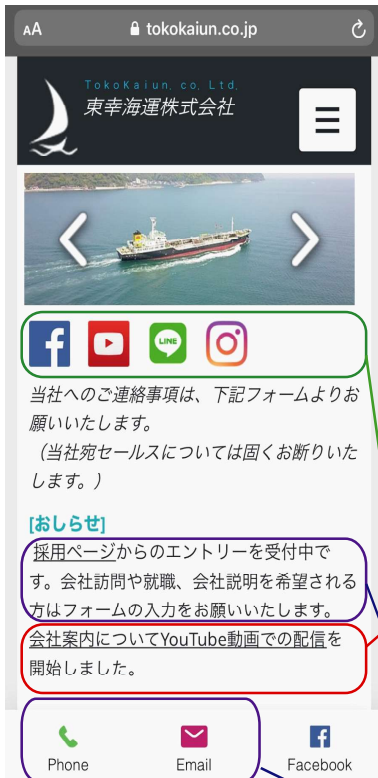 AA tokokaiun.co.jp
TokoKaiun. co. Ltd.
東幸海運株式会社
LINE
当社へのご連絡事項は、下記フォームよりお
願いいたします。
（当社宛セールスについては固くお断りいた
します。）
[おしらせ]
採用ページからのエントリーを受付中で
す。会社訪問や就職、会社説明を希望される
方はフォームの入力をお願いいたします。
会社案内についてYouTube動画での配信を
開始しました。
Phone Email Facebook